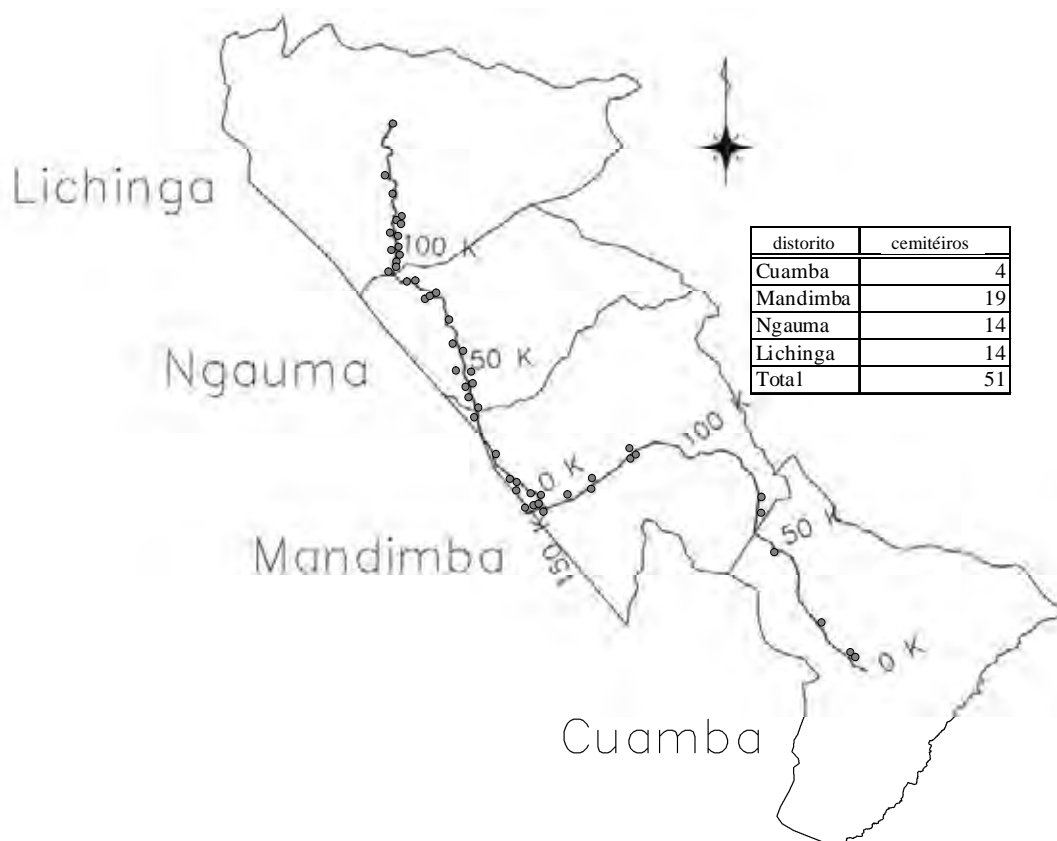 Lichinga
100 K
distorito cemitéiros
Cuamba 4
Mandimba 19
Ngauma 14
Lichinga 14
Total 51
Ngauma
50 K
100 K
0 K
Mandimba
150 K
50 K
0 K
Cuamba